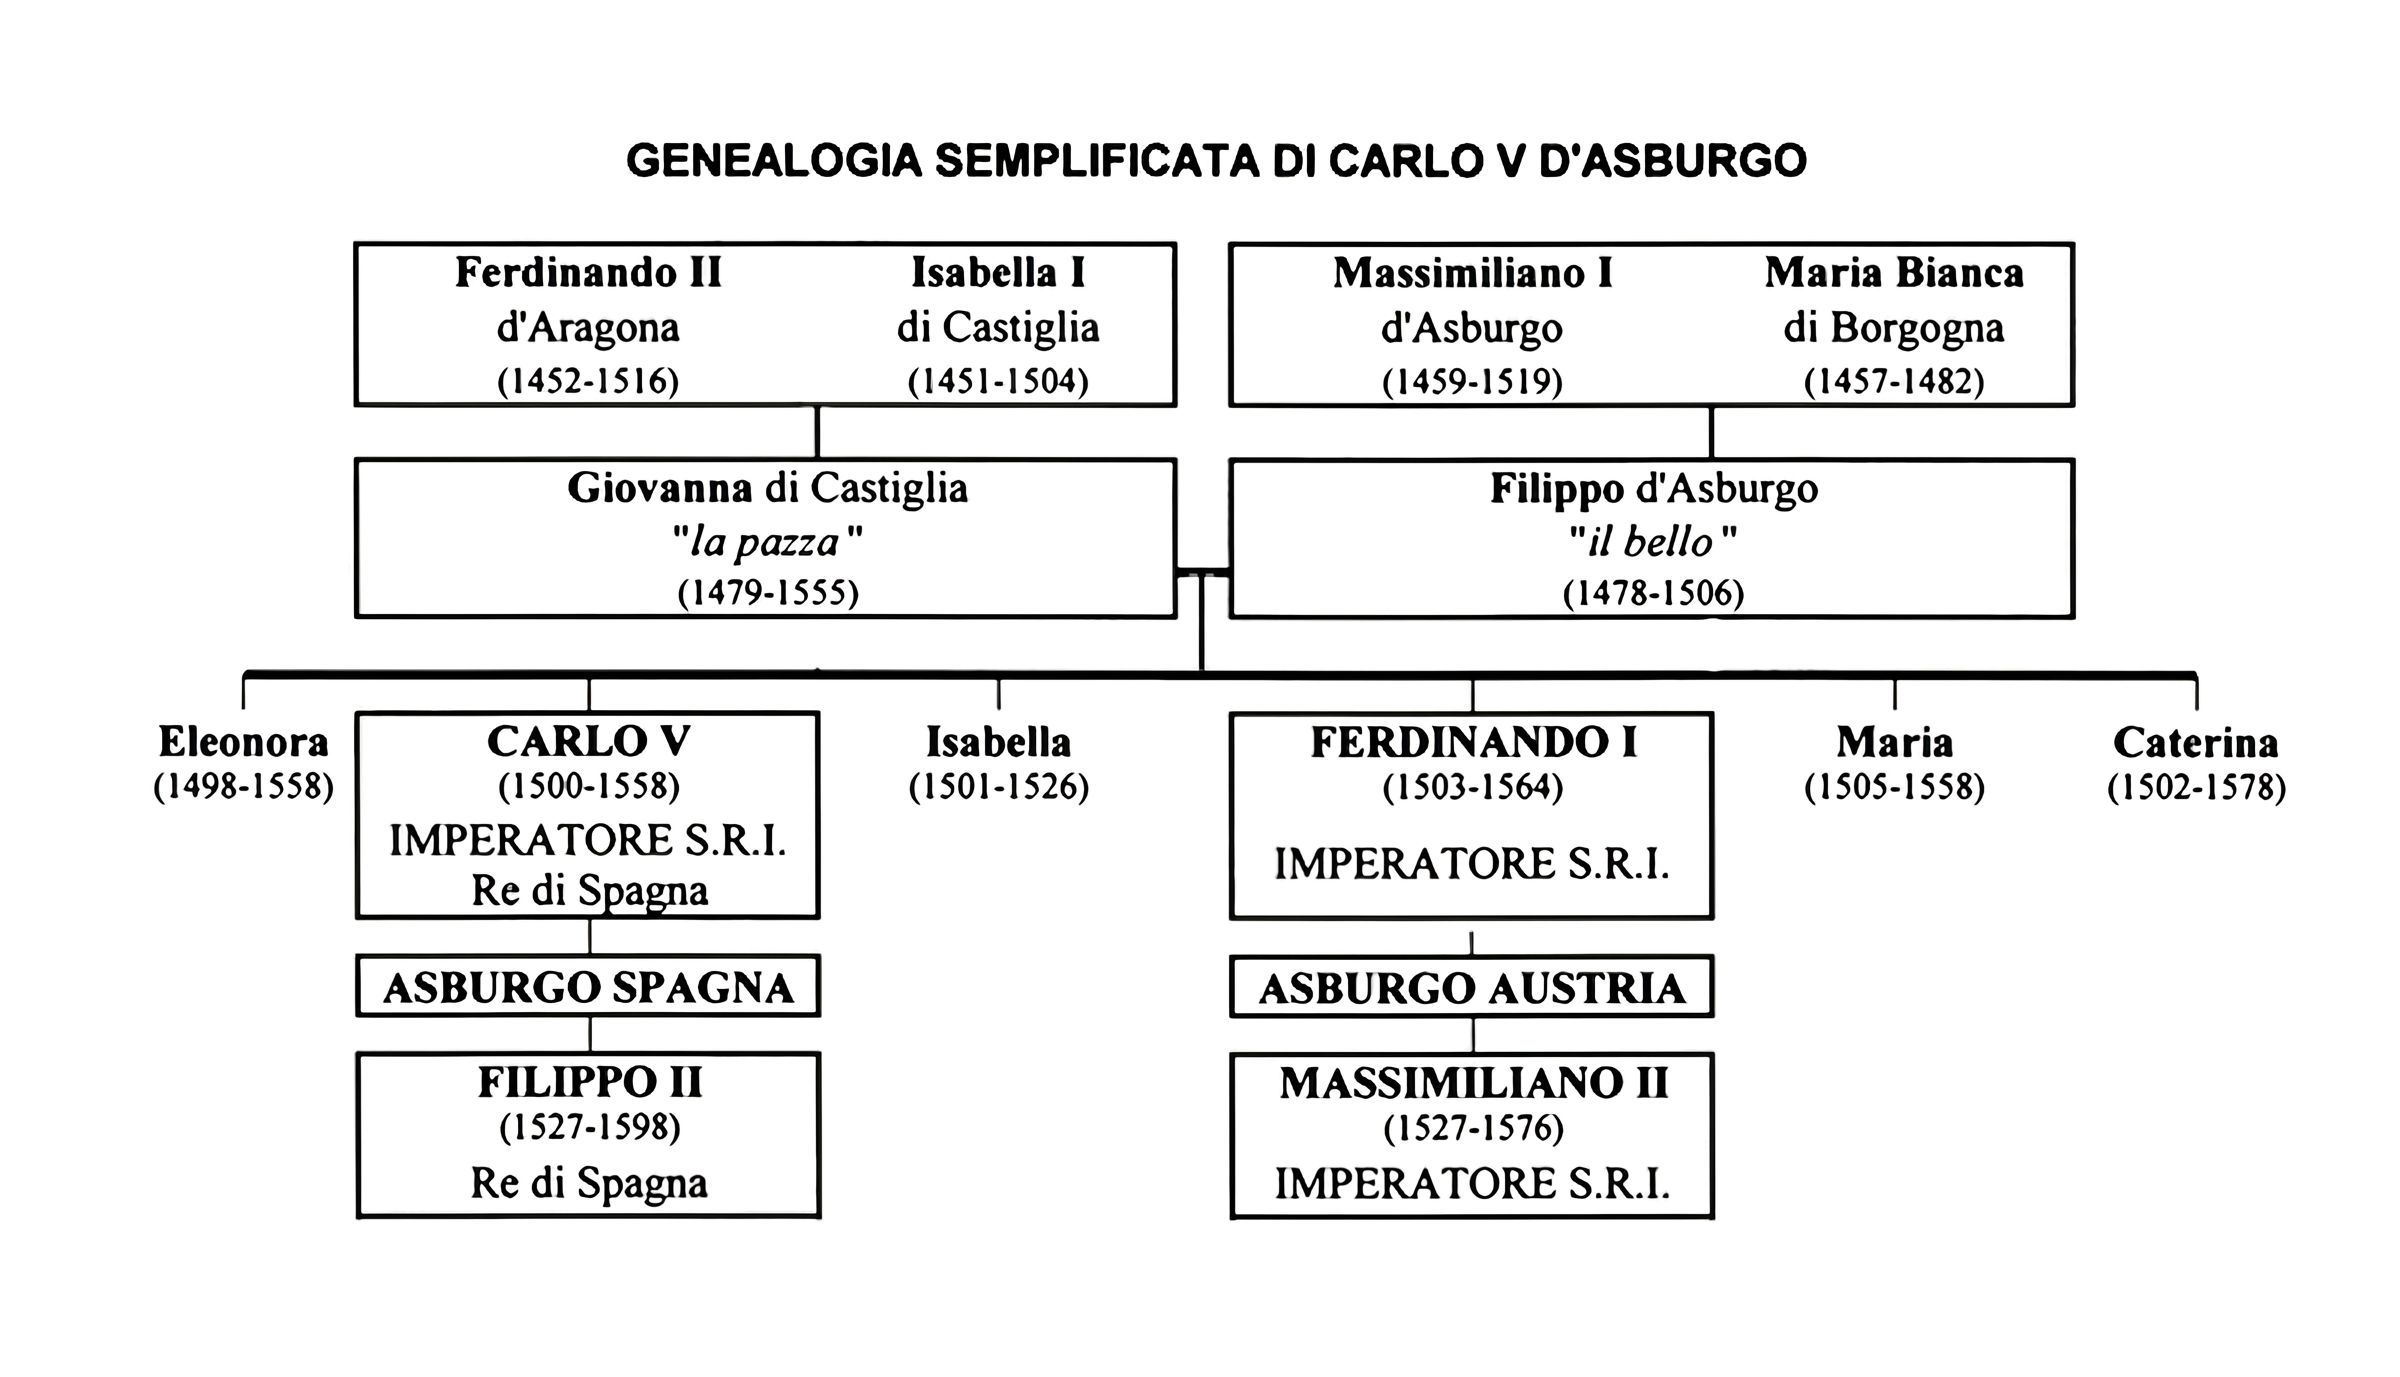 GENEALOGIA SEMPLIFICATA DI CARLO V D'ASBURGO
Ferdinando II
d'Aragona
(1452-1516)
Isabella I
di Castiglia
(1451-1504)
Massimiliano I
d'Asburgo
(1459-1519)
Maria Bianca
di Borgogna
(1457-1482)
Giovanna di Castiglia
"la pazza"
(1479-1555)
Filippo d'Asburgo
"il bello"
(1478-1506)
Eleonora
(1498-1558)
CARLO V
(1500-1558)
IMPERATORE S.R.I.
Re di Spagna
Isabella
(1501-1526)
FERDINANDO I
(1503-1564)
IMPERATORE S.R.I.
Maria
(1505-1558)
Caterina
(1502-1578)
ASBURGO SPAGNA
ASBURGO AUSTRIA
FILIPPO II
(1527-1598)
Re di Spagna
MASSIMILIANO II
(1527-1576)
IMPERATORE S.R.I.